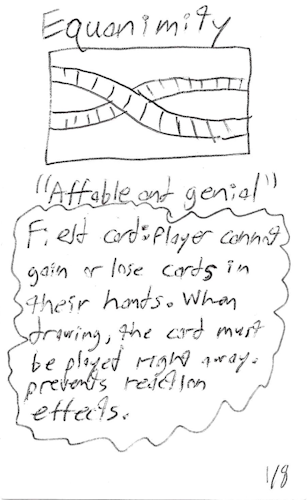 Equanimity
"Affable and genial"
Field card: Player cannot
gain or lose cards in
their hands. When
drawing, the card must
be played right away.
prevents reaction
effects.
1/8